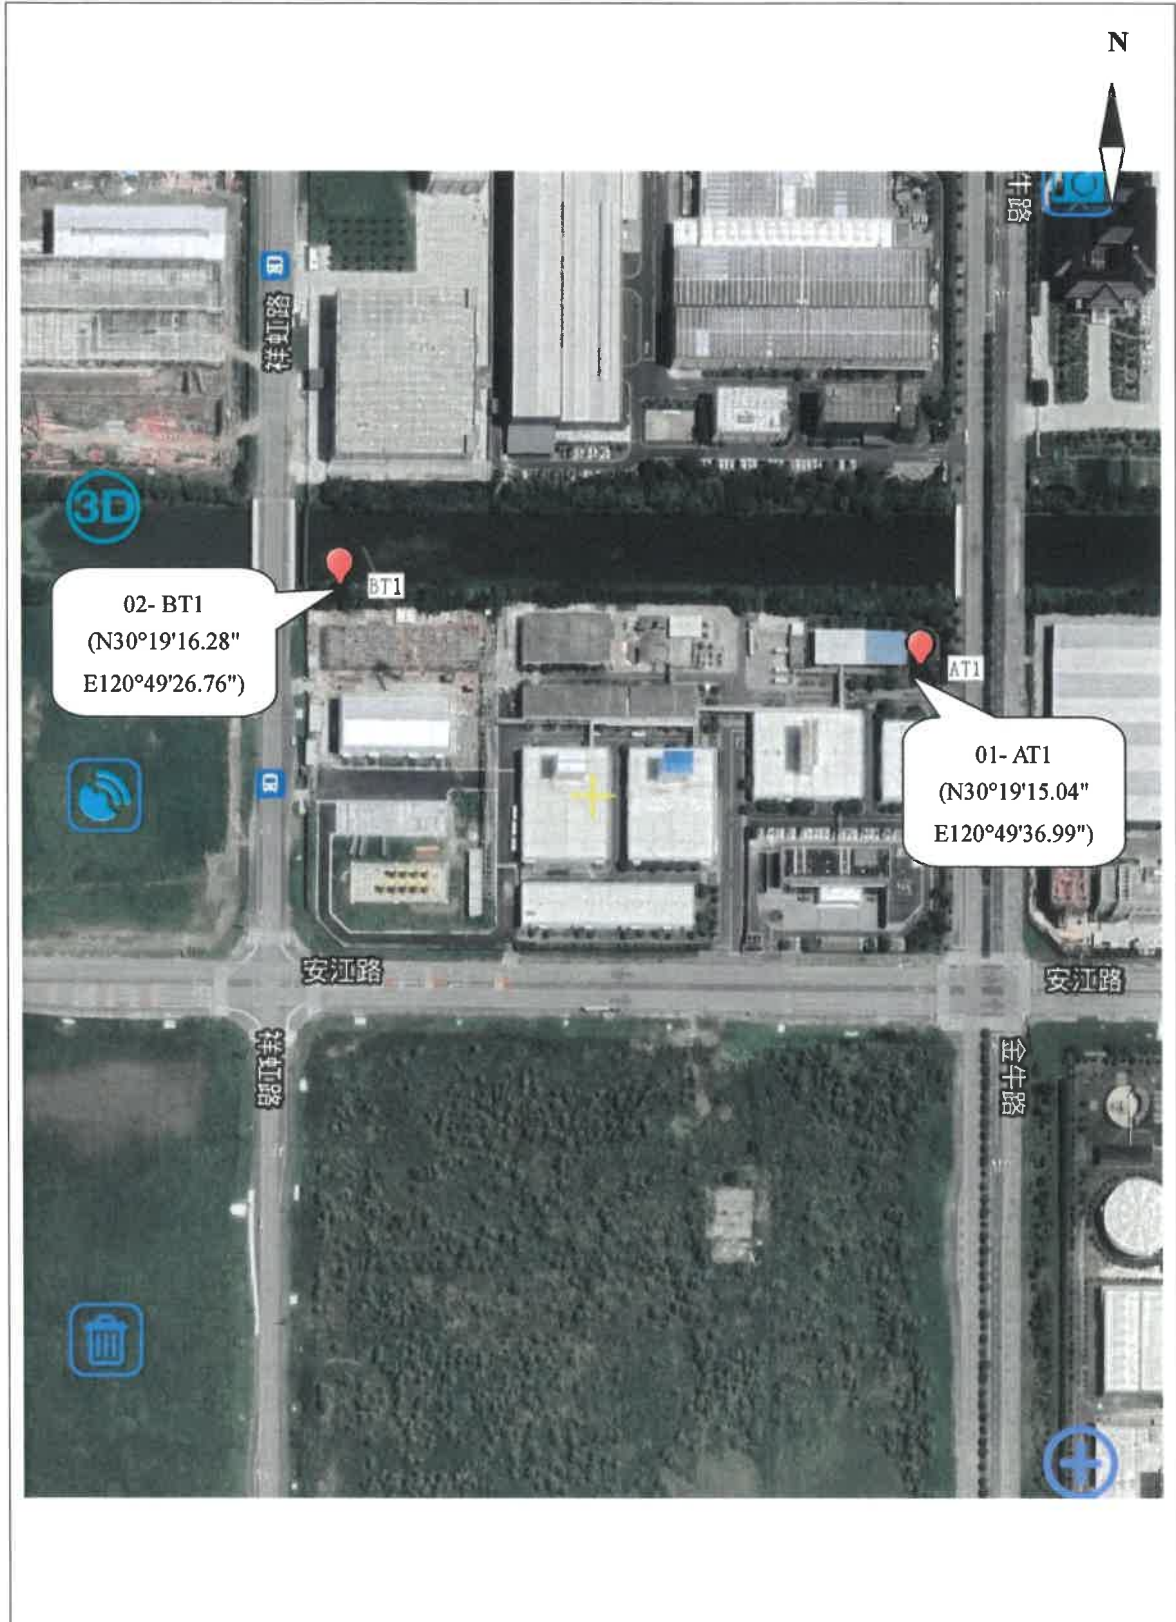 N
牛路
祥虹路
3D
BT1
02- BT1
(N30°19'16.28"
E120°49'26.76")
AT1
01- AT1
(N30°19'15.04"
E120°49'36.99")
安江路
安江路
祥虹路
金牛路